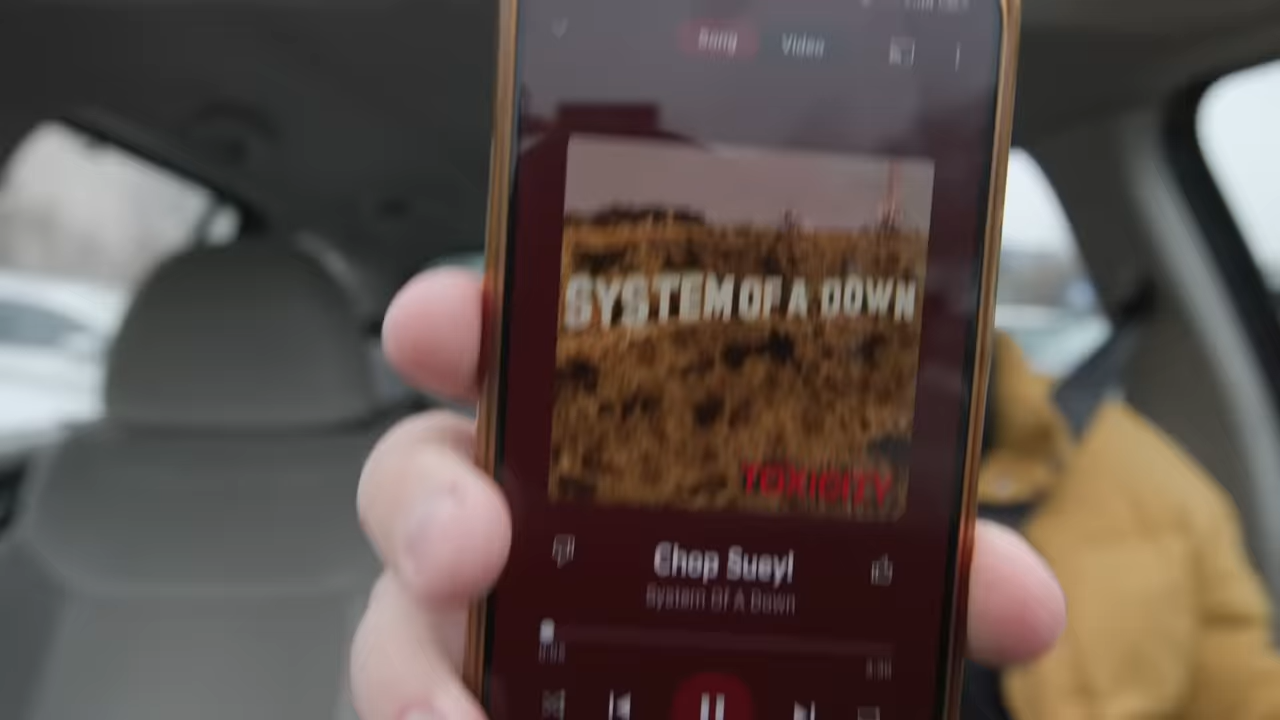 Song Video
SYSTEM OF A DOWN
TOXICITY
Chop Suey!
System Of A Down